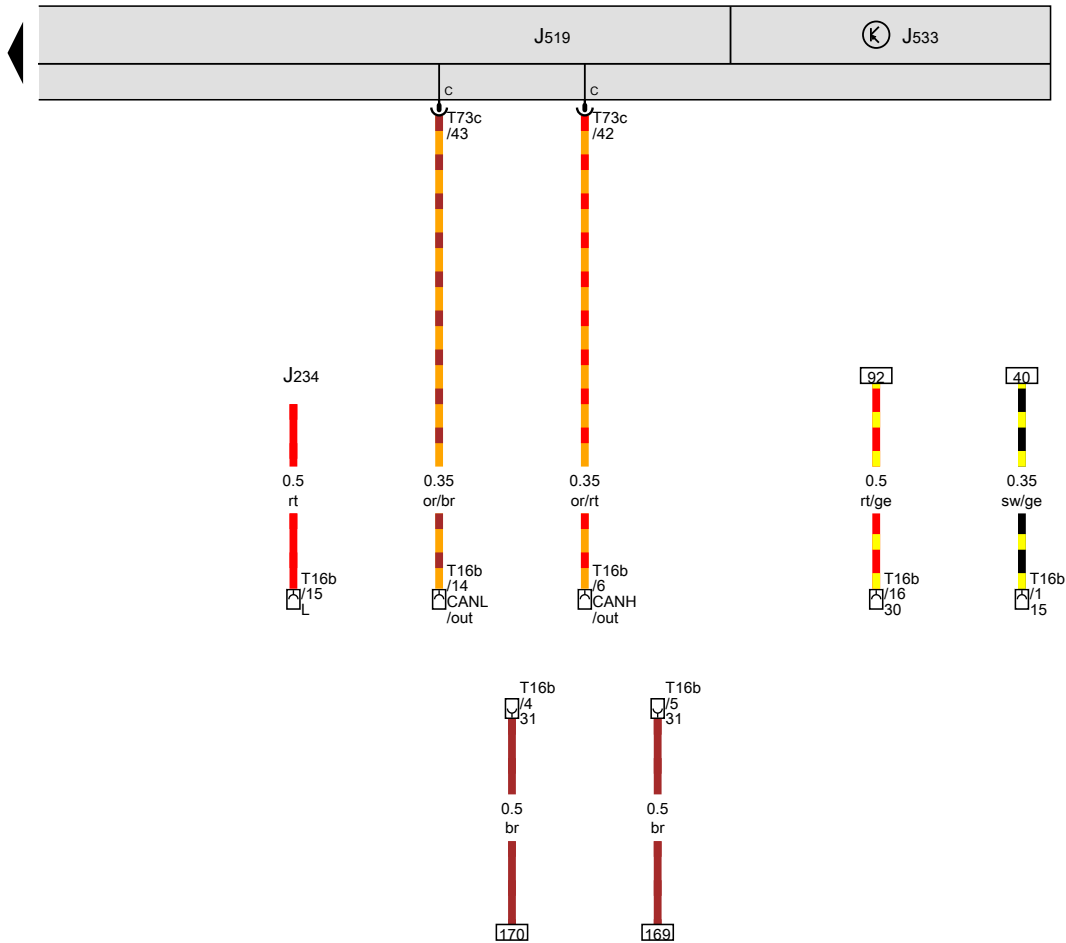 J519
J533
C
C
T73c
/43
T73c
/42
J234
92
40
0.5
rt
0.35
or/br
0.35
or/rt
0.5
rt/ge
0.35
sw/ge
T16b
/15
L
T16b
/14
CANL
/out
T16b
/6
CANH
/out
T16b
/16
30
T16b
/1
15
T16b
/4
31
T16b
/5
31
0.5
br
0.5
br
170
169